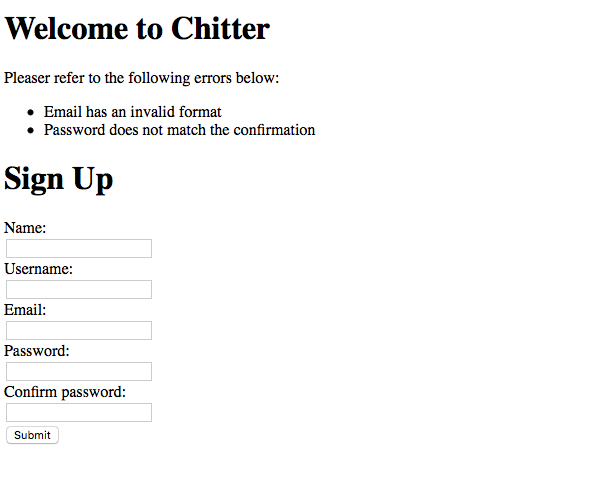 Welcome to Chitter
Pleaser refer to the following errors below:
Email has an invalid format
Password does not match the confirmation
Sign Up
Name:
Username:
Email:
Password:
Confirm password:
Submit